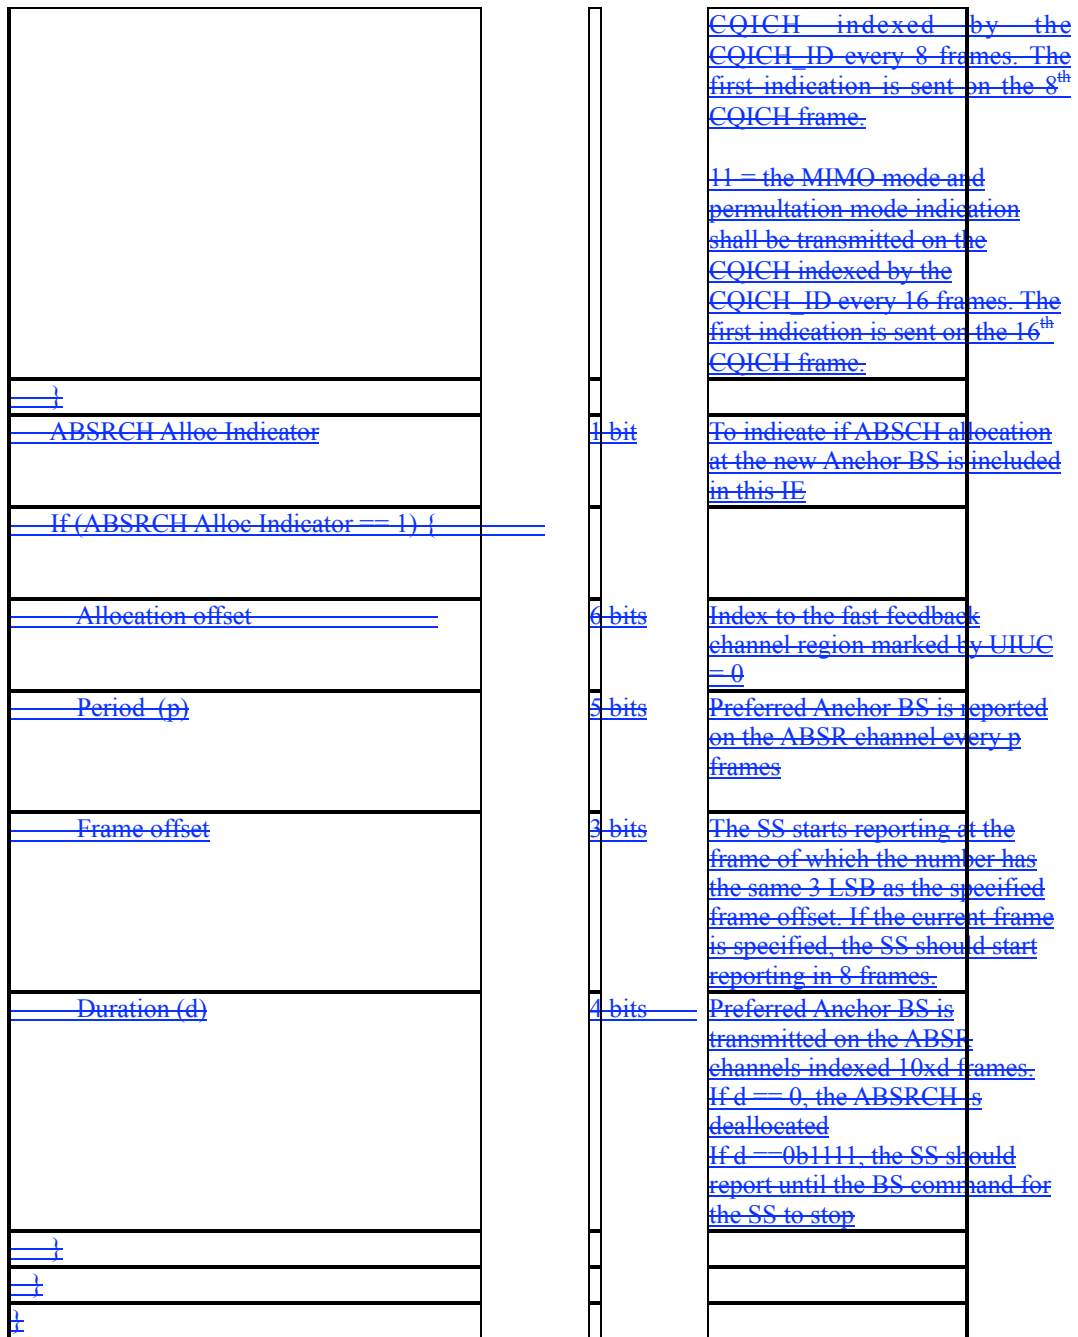 CQICH indexed by the
CQICH_ID every 8 frames. The
first indication is sent on the 8th
CQICH frame.
11 = the MIMO mode and
permultation mode indication
shall be transmitted on the
CQICH indexed by the
CQICH_ID every 16 frames. The
first indication is sent on the 16th
CQICH frame.
}
ABSRCH Alloc Indicator
1 bit
To indicate if ABSCH allocation
at the new Anchor BS is included
in this IE
If (ABSRCH Alloc Indicator == 1) {
Allocation offset
6 bits
Index to the fast feedback
channel region marked by UIUC
= 0
Period (p)
5 bits
Preferred Anchor BS is reported
on the ABSR channel every p
frames
Frame offset
3 bits
The SS starts reporting at the
frame of which the number has
the same 3 LSB as the specified
frame offset. If the current frame
is specified, the SS should start
reporting in 8 frames.
Duration (d)
4 bits
Preferred Anchor BS is
transmitted on the ABSR
channels indexed 10xd frames.
If d == 0, the ABSRCH is
deallocated
If d ==0b1111, the SS should
report until the BS command for
the SS to stop
}
}
}